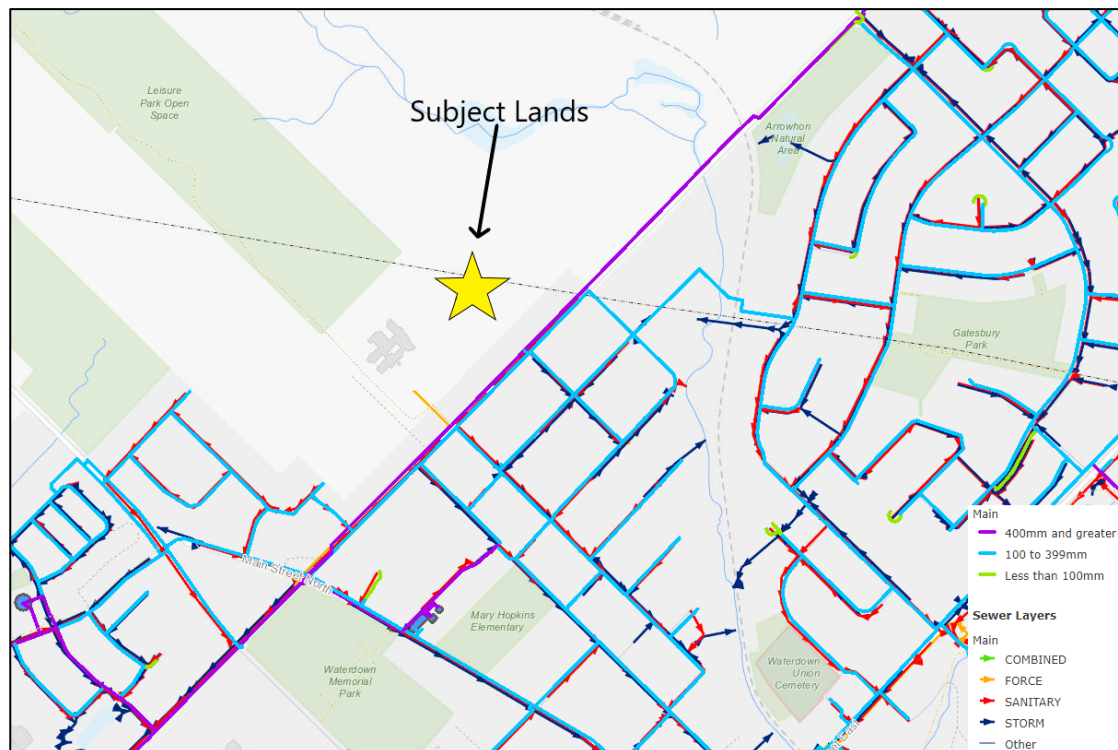 Leisure
Park Open
Space
Subject Lands
Arrowhon
Natural
Area
Gatesbury
Park
Main Street North
Mary Hopkins
Elementary
Waterdown
Memorial
Park
Waterdown
Union
Cemetery
Main
400mm and greater
100 to 399mm
Less than 100mm
Sewer Layers
Main
COMBINED
FORCE
SANITARY
STORM
Other